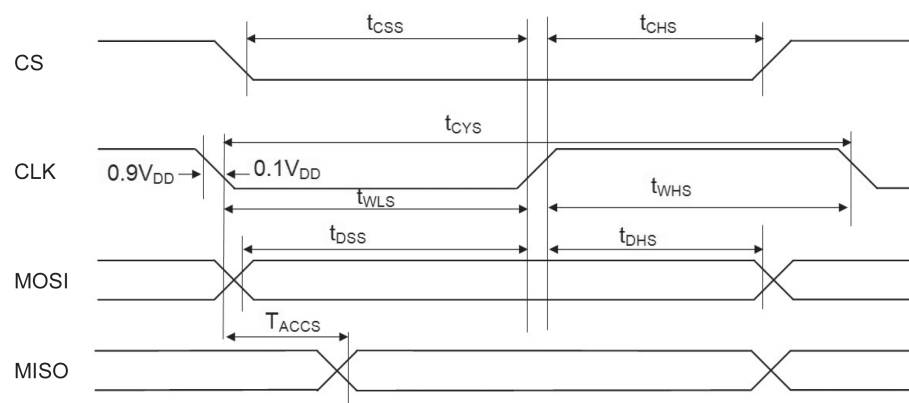 tCSS tCHS
CS
tCYS
CLK 0.9VDD 0.1VDD
tWLS tWHS
tDSS tDHS
MOSI
TACCS
MISO